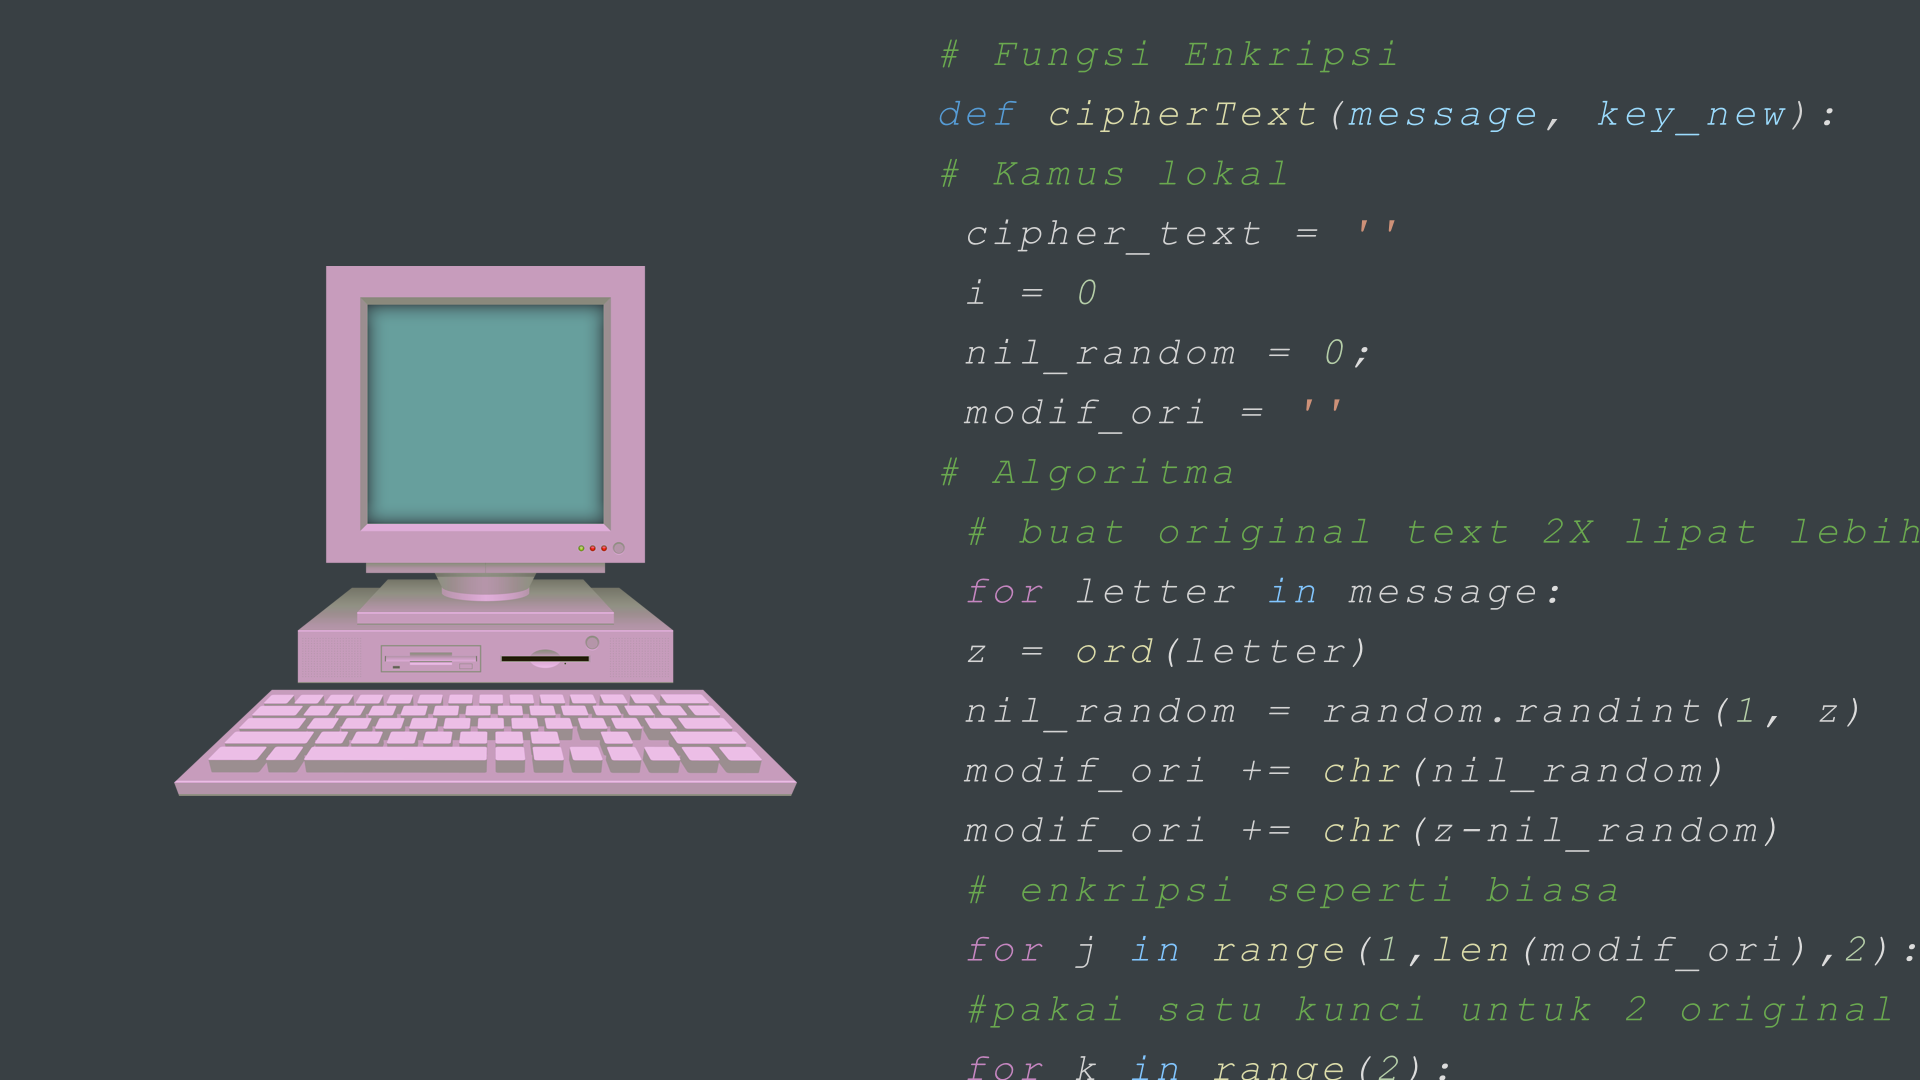 # Fungsi Enkripsi
def cipherText(message, key_new):
# Kamus lokal
cipher_text = ''
i = 0
nil_random = 0;
modif_ori = ''
# Algoritma
# buat original text 2X lipat lebih
for letter in message:
z = ord(letter)
nil_random = random.randint(1, z)
modif_ori += chr(nil_random)
modif_ori += chr(z-nil_random)
# enkripsi seperti biasa
for j in range(1,len(modif_ori),2):
#pakai satu kunci untuk 2 original
for k in range(2):